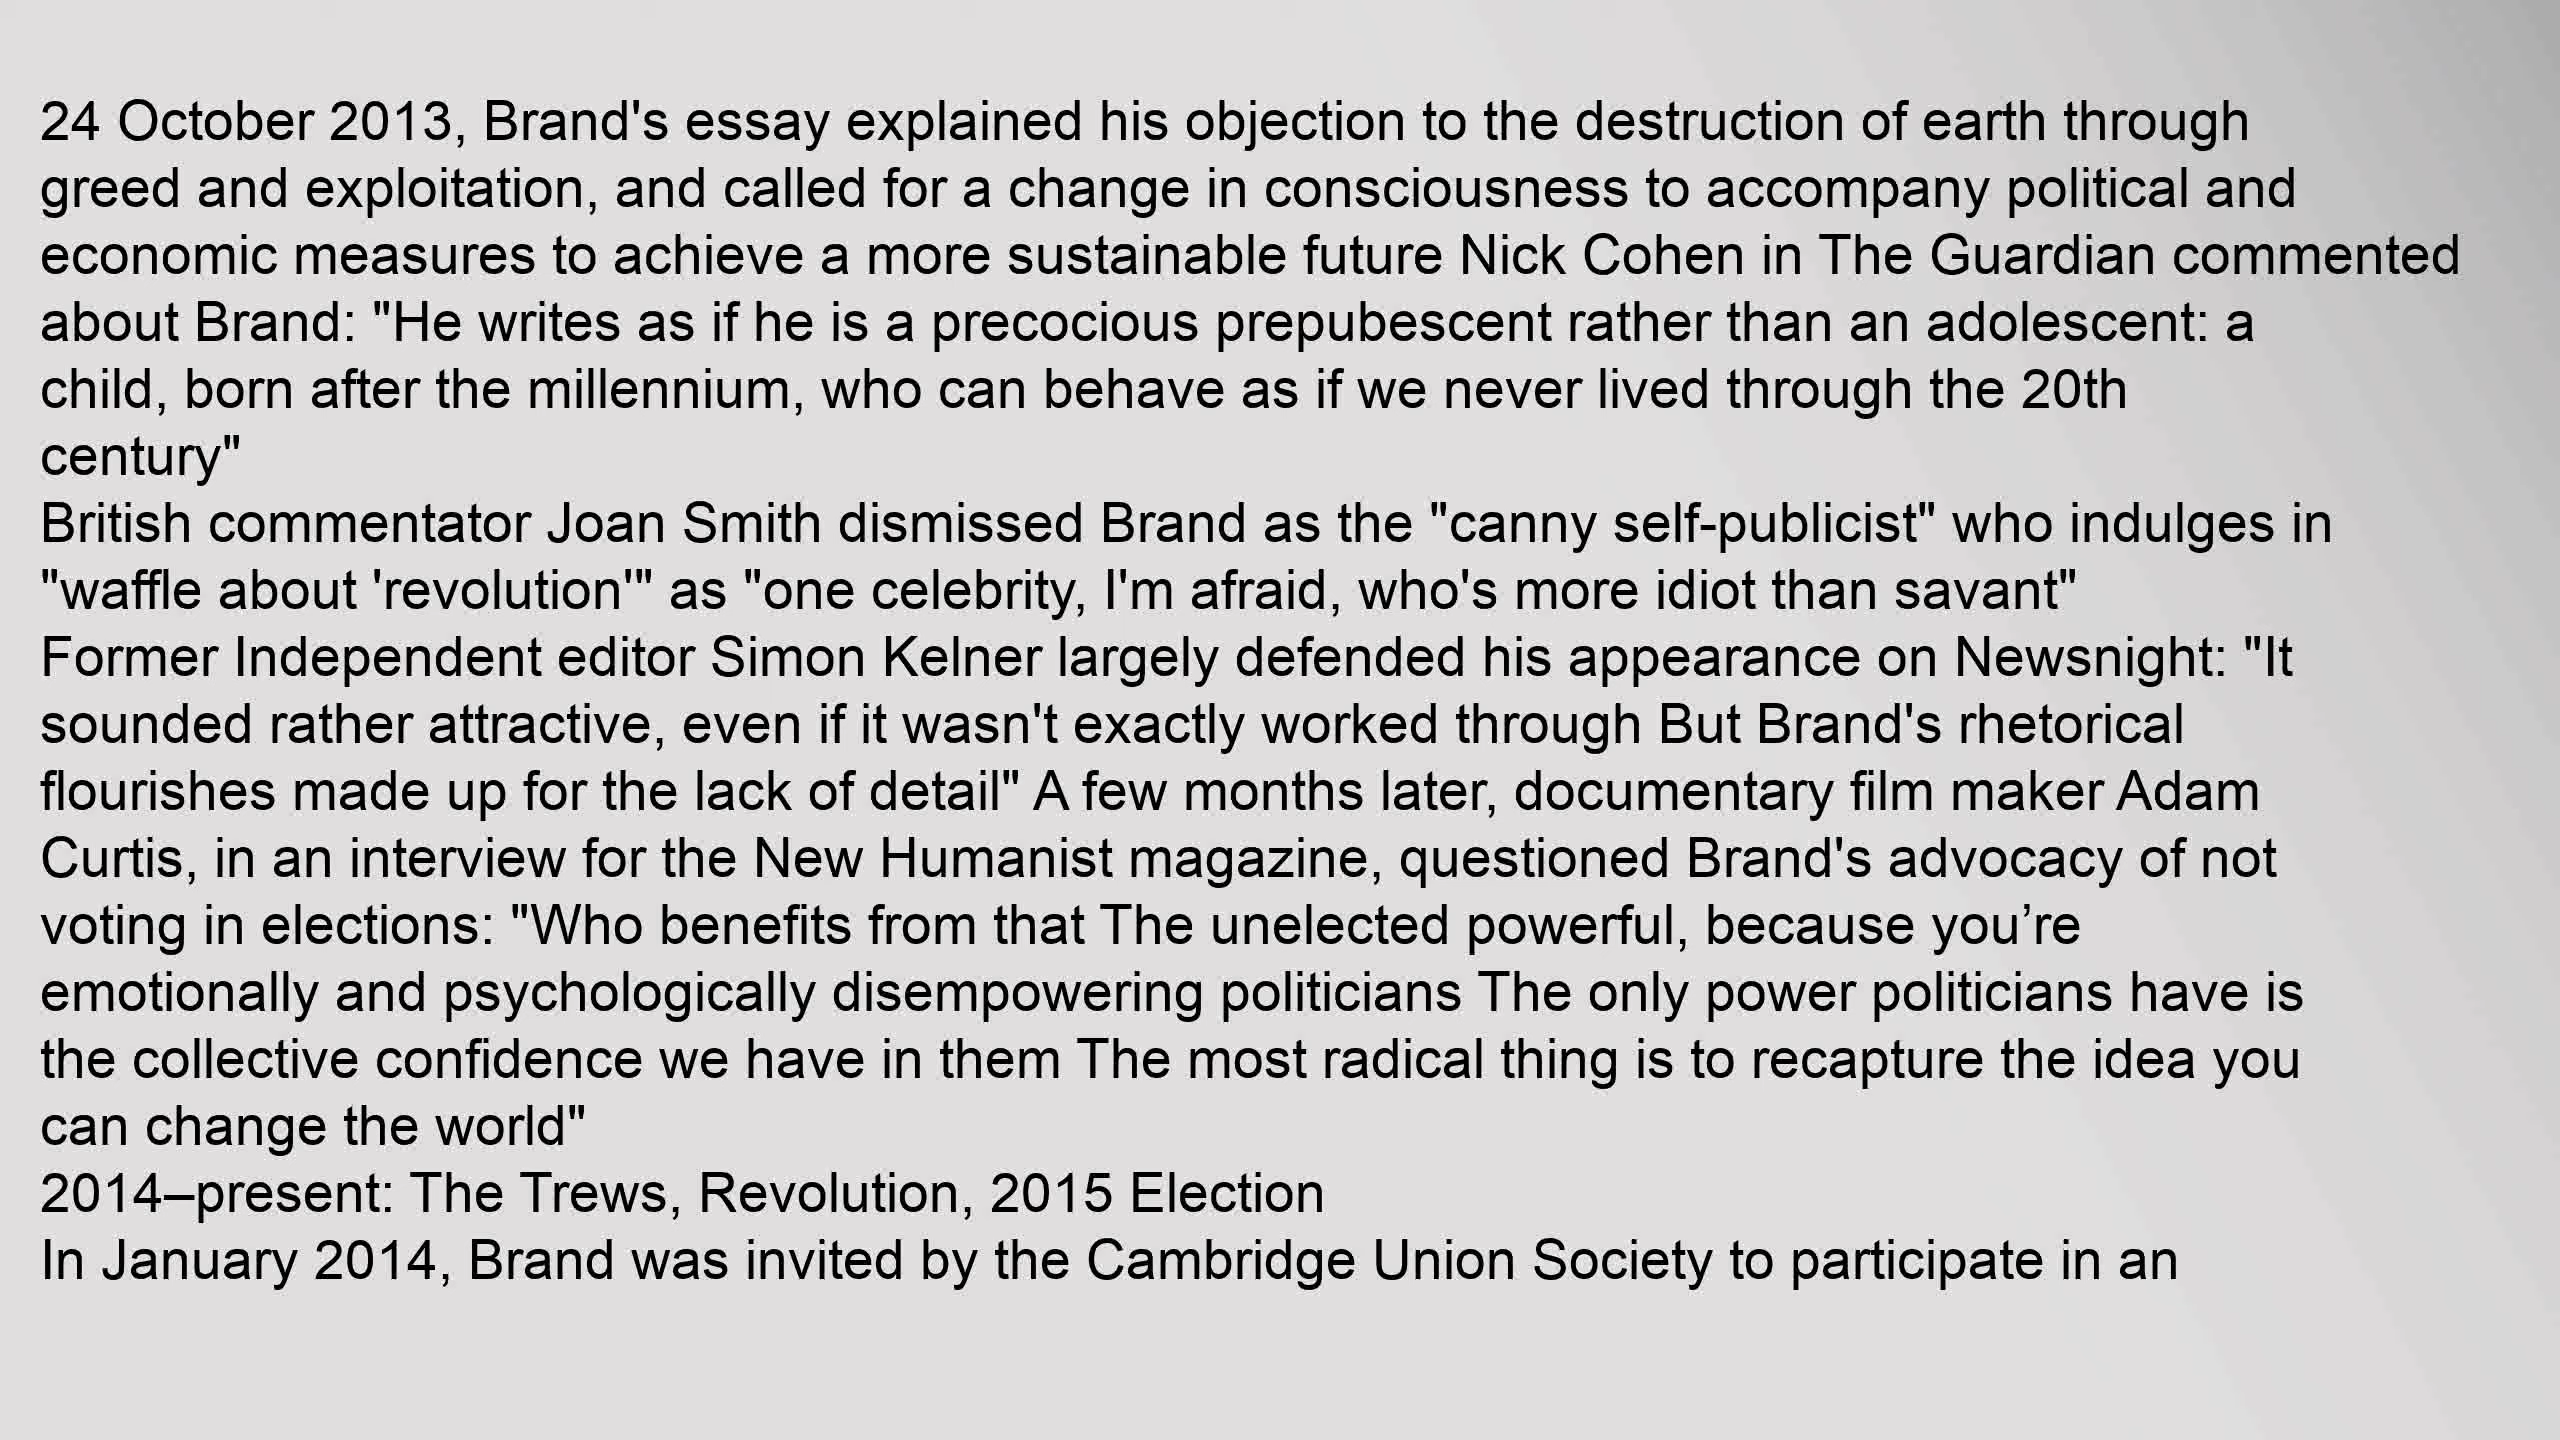 24 October 2013, Brand's essay explained his objection to the destruction of earth through
greed and exploitation, and called for a change in consciousness to accompany political and
economic measures to achieve a more sustainable future Nick Cohen in The Guardian commented
about Brand: "He writes as if he is a precocious prepubescent rather than an adolescent: a
child, born after the millennium, who can behave as if we never lived through the 20th
century"
British commentator Joan Smith dismissed Brand as the "canny self-publicist" who indulges in
"waffle about 'revolution'" as "one celebrity, I'm afraid, who's more idiot than savant"
Former Independent editor Simon Kelner largely defended his appearance on Newsnight: "It
sounded rather attractive, even if it wasn't exactly worked through But Brand's rhetorical
flourishes made up for the lack of detail" A few months later, documentary film maker Adam
Curtis, in an interview for the New Humanist magazine, questioned Brand's advocacy of not
voting in elections: "Who benefits from that The unelected powerful, because you’re
emotionally and psychologically disempowering politicians The only power politicians have is
the collective confidence we have in them The most radical thing is to recapture the idea you
can change the world"
2014–present: The Trews, Revolution, 2015 Election
In January 2014, Brand was invited by the Cambridge Union Society to participate in an